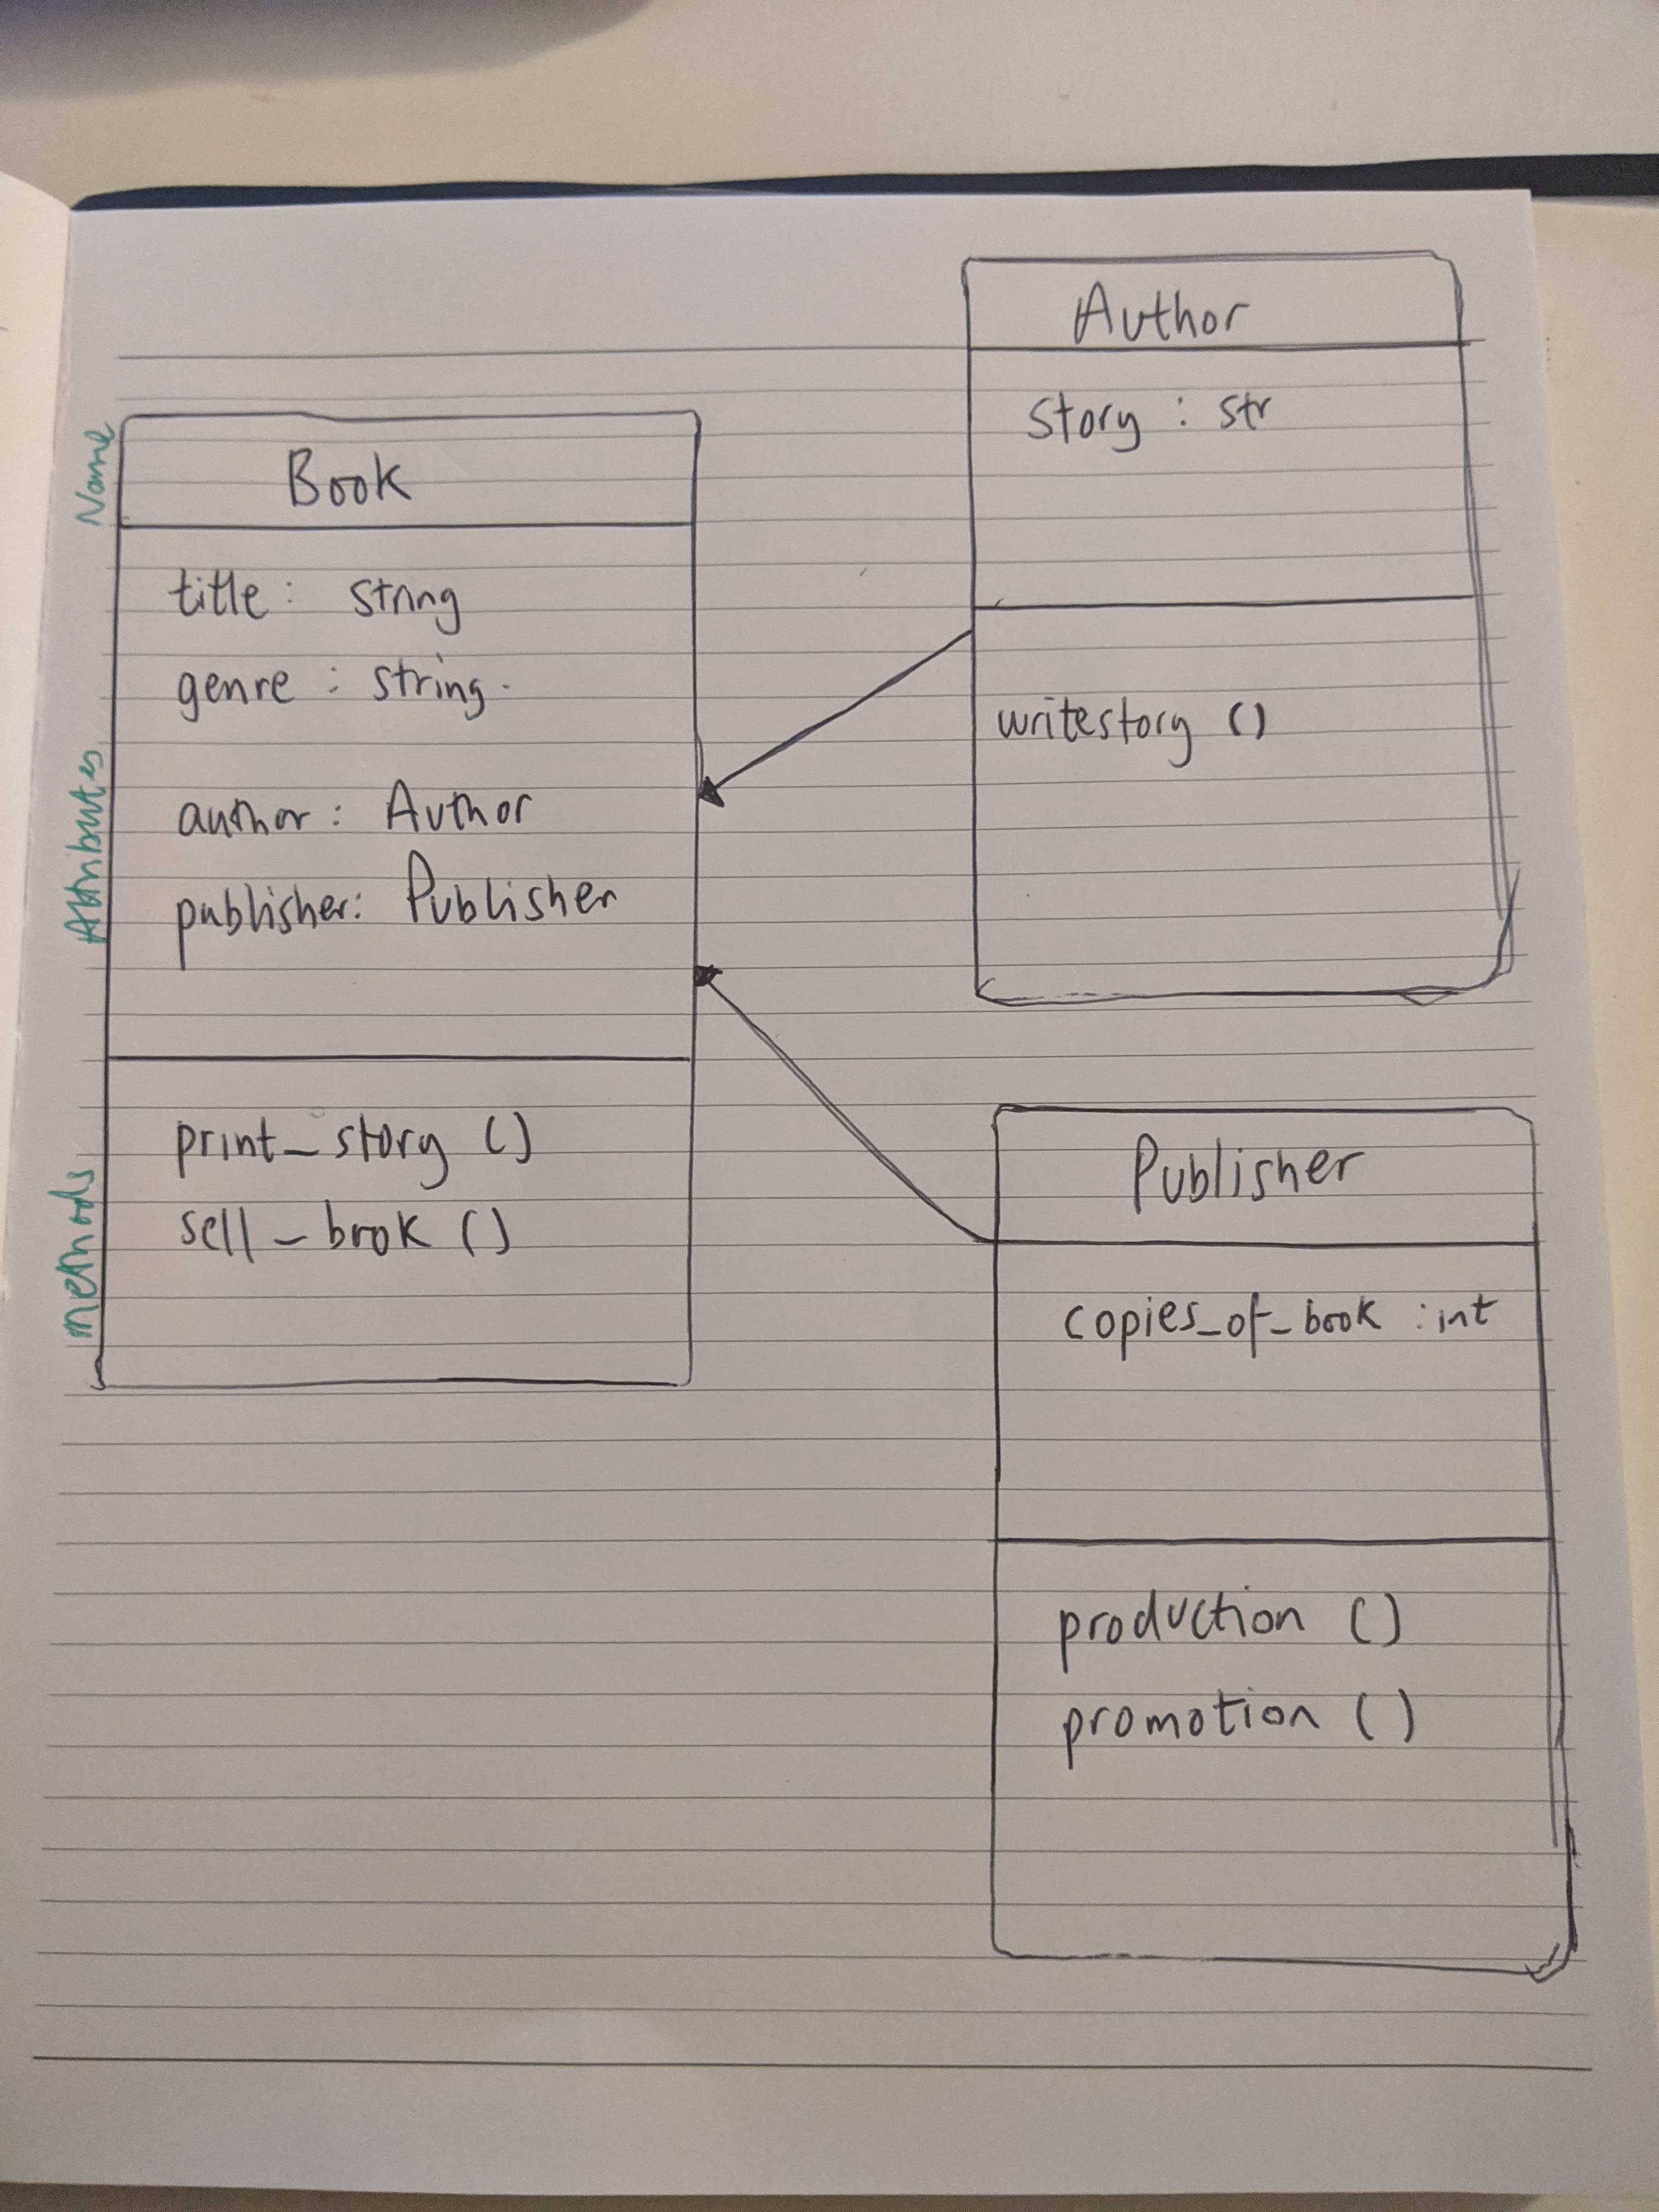 Name
Book
Attributes
title: string
genre : string.
author: Author
publisher: Publisher
methods
print_story ()
sell_book ()
Author
story : str
writestory ()
Publisher
copies_of_book : int
production ()
promotion ()